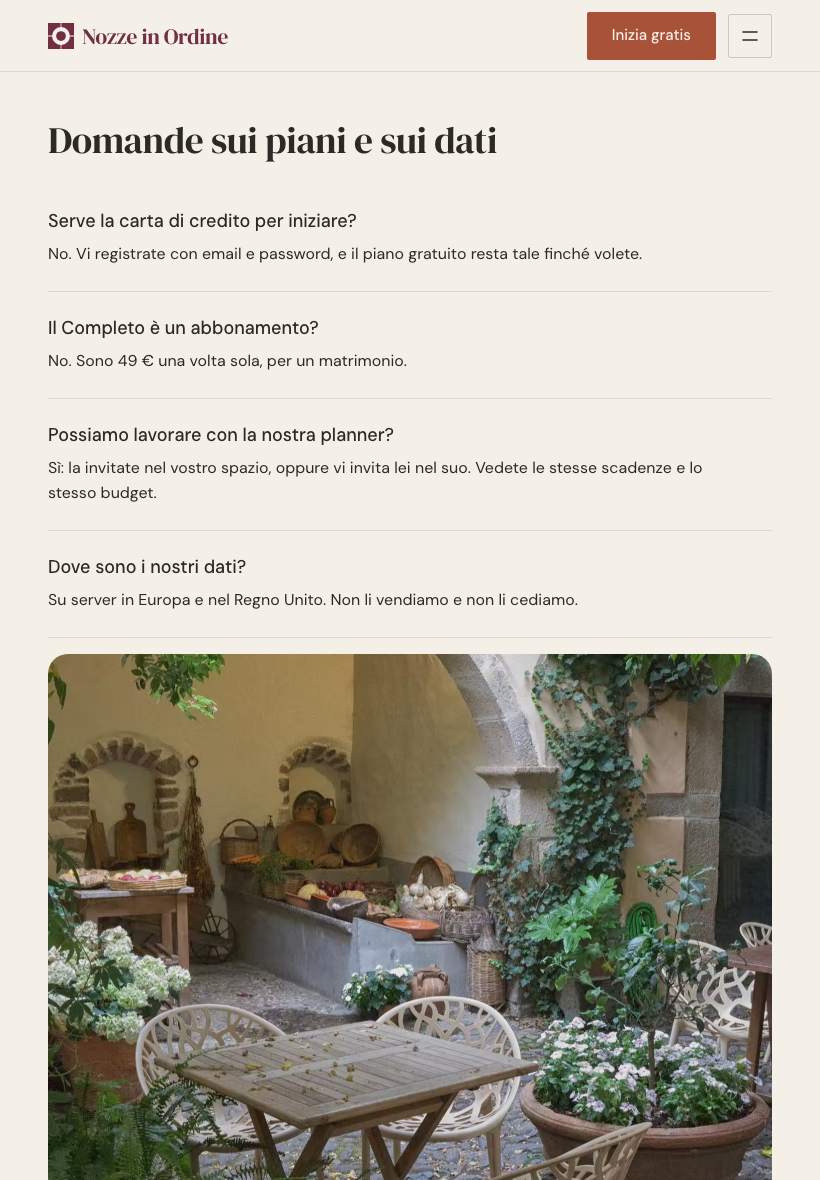 Nozze in Ordine
Inizia gratis
Domande sui piani e sui dati
Serve la carta di credito per iniziare?
No. Vi registrate con email e password, e il piano gratuito resta tale finché volete.
Il Completo è un abbonamento?
No. Sono 49 € una volta sola, per un matrimonio.
Possiamo lavorare con la nostra planner?
Sì: la invitate nel vostro spazio, oppure vi invita lei nel suo. Vedete le stesse scadenze e lo
stesso budget.
Dove sono i nostri dati?
Su server in Europa e nel Regno Unito. Non li vendiamo e non li cediamo.